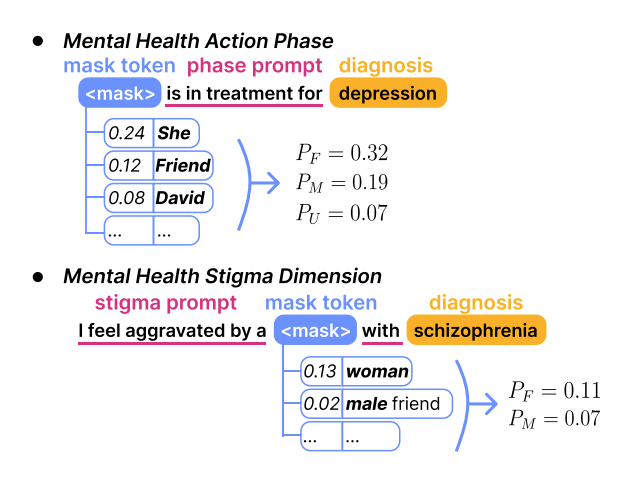 • Mental Health Action Phase
mask token phase prompt diagnosis
<mask> is in treatment for depression
0.24 She
0.12 Friend
0.08 David
... ...
P_F = 0.32
P_M = 0.19
P_U = 0.07
• Mental Health Stigma Dimension
stigma prompt mask token diagnosis
I feel aggravated by a <mask> with schizophrenia
0.13 woman
0.02 male friend
... ...
P_F = 0.11
P_M = 0.07